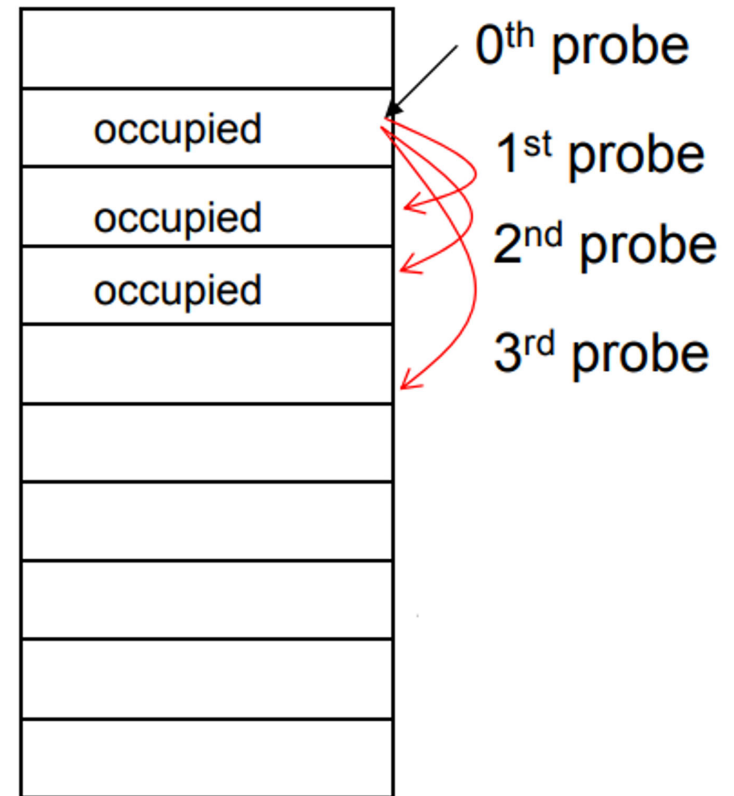 0th probe
occupied
1st probe
occupied
2nd probe
occupied
3rd probe